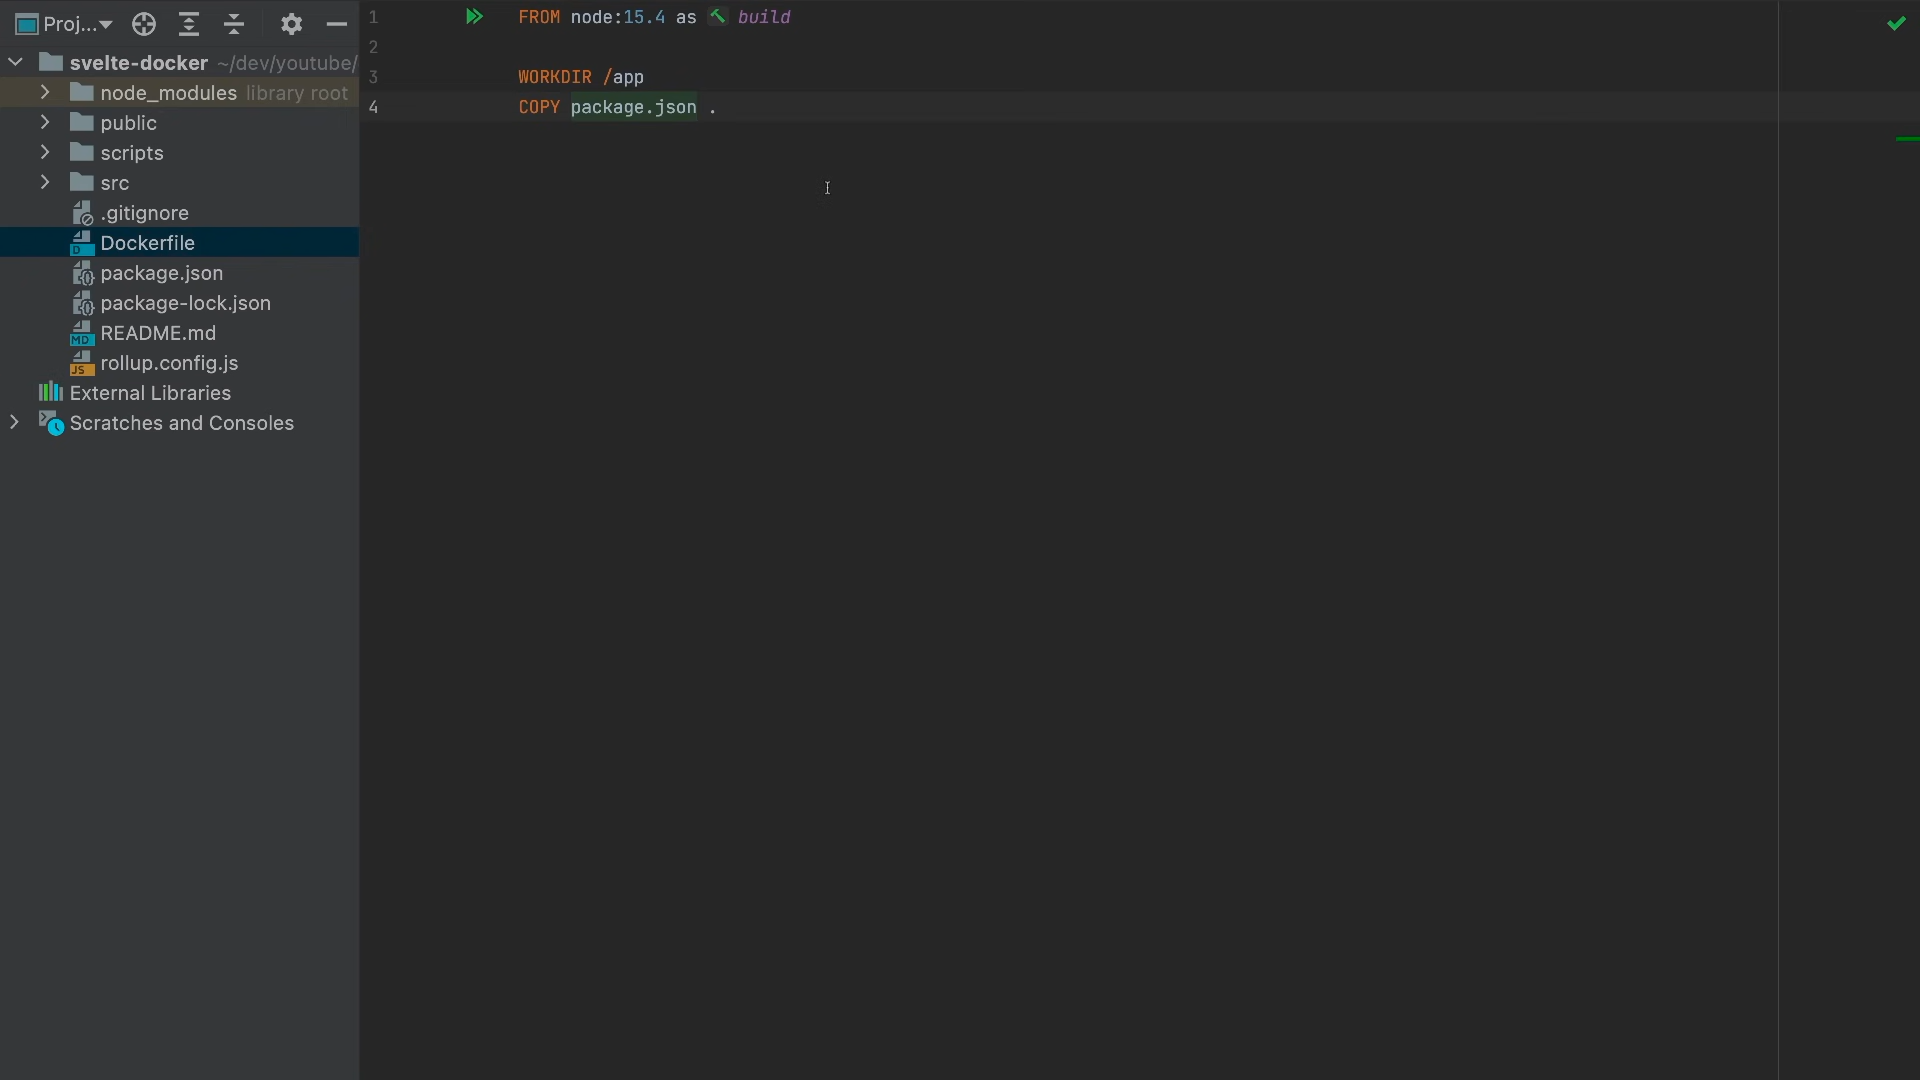 Proj...
svelte-docker ~/dev/youtube/
node_modules library root
public
scripts
src
.gitignore
Dockerfile
package.json
package-lock.json
README.md
rollup.config.js
External Libraries
Scratches and Consoles
1 FROM node:15.4 as build
2
3 WORKDIR /app
4 COPY package.json .